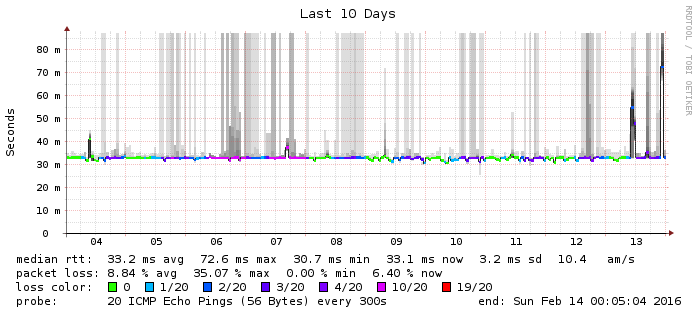 Last 10 Days
RRDTOOL / TOBI OETIKER
Seconds
80 m
70 m
60 m
50 m
40 m
30 m
20 m
10 m
0
04 05 06 07 08 09 10 11 12 13
median rtt: 33.2 ms avg 72.6 ms max 30.7 ms min 33.1 ms now 3.2 ms sd 10.4 am/s
packet loss: 8.84 % avg 35.07 % max 0.00 % min 6.40 % now
loss color: 0 1/20 2/20 3/20 4/20 10/20 19/20
probe: 20 ICMP Echo Pings (56 Bytes) every 300s end: Sun Feb 14 00:05:04 2016